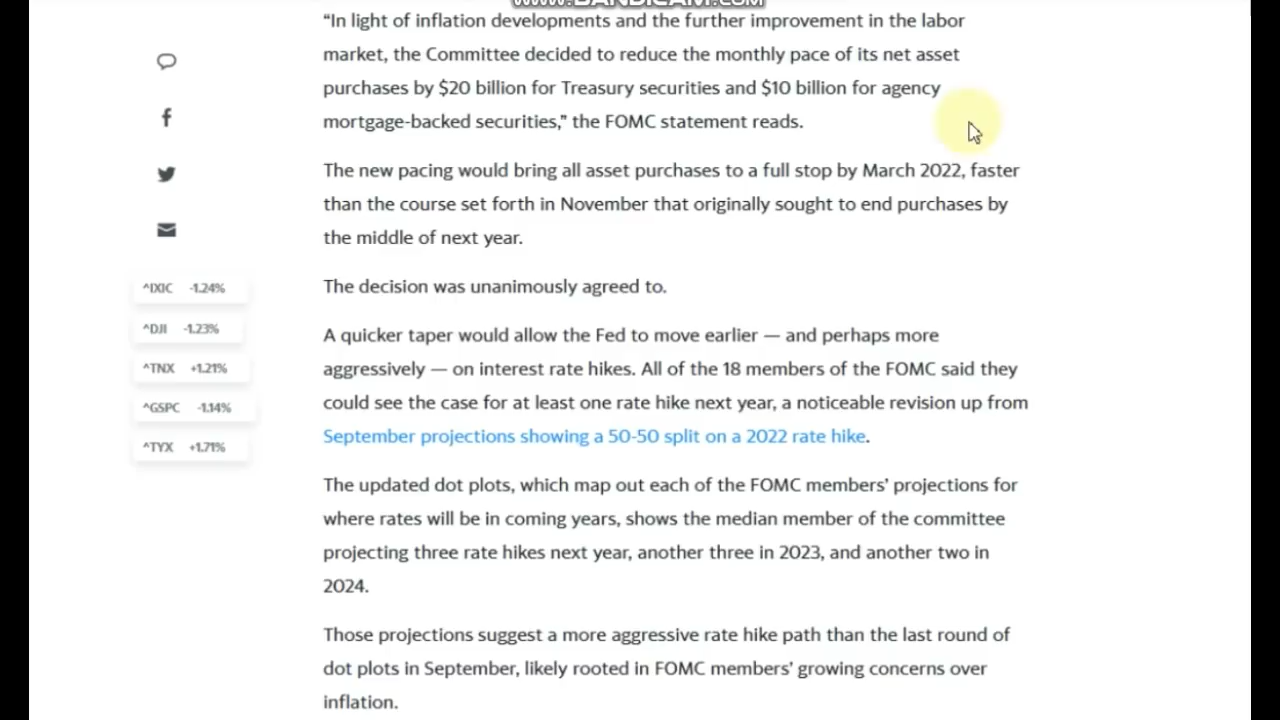 www.BANDICAM.com
“In light of inflation developments and the further improvement in the labor
market, the Committee decided to reduce the monthly pace of its net asset
purchases by $20 billion for Treasury securities and $10 billion for agency
mortgage-backed securities,” the FOMC statement reads.
The new pacing would bring all asset purchases to a full stop by March 2022, faster
than the course set forth in November that originally sought to end purchases by
the middle of next year.
The decision was unanimously agreed to.
A quicker taper would allow the Fed to move earlier — and perhaps more
aggressively — on interest rate hikes. All of the 18 members of the FOMC said they
could see the case for at least one rate hike next year, a noticeable revision up from
September projections showing a 50-50 split on a 2022 rate hike.
The updated dot plots, which map out each of the FOMC members’ projections for
where rates will be in coming years, shows the median member of the committee
projecting three rate hikes next year, another three in 2023, and another two in
2024.
Those projections suggest a more aggressive rate hike path than the last round of
dot plots in September, likely rooted in FOMC members’ growing concerns over
inflation.
^IXIC -1.24%
^DJI -1.23%
^TNX +1.21%
^GSPC -1.14%
^TYX +1.71%